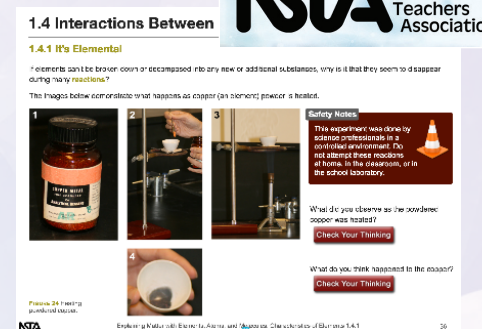 NSTA
Teachers
Associatio
1.4 Interactions Between
1.4.1 It's Elemental
If elements can't be broken down or decomposed into any new or additional substances, why is it that they seem to disappear
during many reactions?
The images below demonstrate what happens as copper (an element) powder is heated.
1
2
3
Safety Notes
This experiment was done by
science professionals in a
controlled environment. Do
not attempt these reactions
at home, in the classroom, or in
the school laboratory.
What did you observe as the powdered
copper was heated?
Check Your Thinking
4
What do you think happened to the copper?
Check Your Thinking
Heating
powdered copper.
NSTA
Explaining Matter with Elements, Atoms, and Molecules: Characteristics of Elements 1.4.1
36